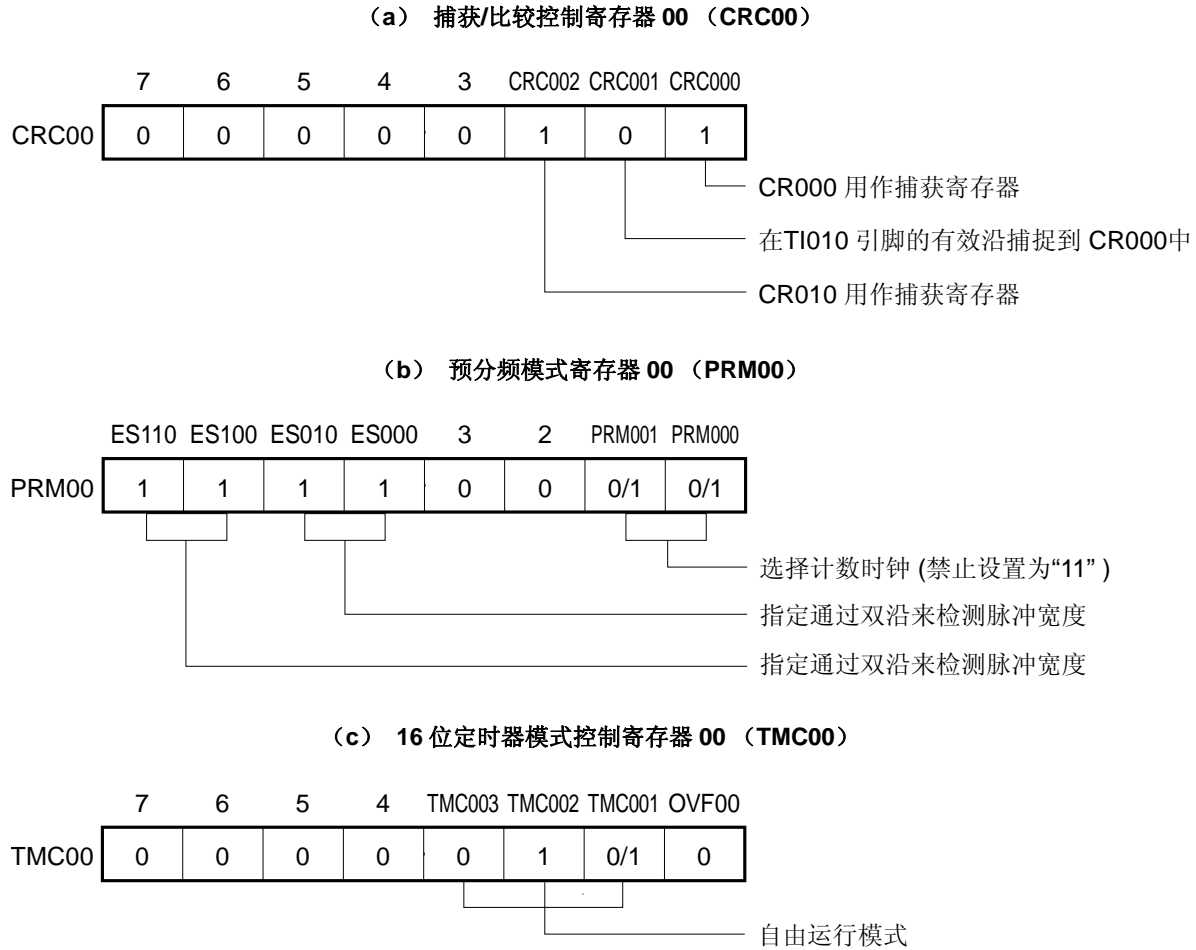 （a） 捕获/比较控制寄存器 00 （CRC00）
7 6 5 4 3 CRC002 CRC001 CRC000
CRC00 0 0 0 0 0 1 0 1
CR000 用作捕获寄存器
在TI010 引脚的有效沿捕捉到 CR000中
CR010 用作捕获寄存器
（b） 预分频模式寄存器 00 （PRM00）
ES110 ES100 ES010 ES000 3 2 PRM001 PRM000
PRM00 1 1 1 1 0 0 0/1 0/1
选择计数时钟 (禁止设置为“11” )
指定通过双沿来检测脉冲宽度
指定通过双沿来检测脉冲宽度
（c） 16 位定时器模式控制寄存器 00 （TMC00）
7 6 5 4 TMC003 TMC002 TMC001 OVF00
TMC00 0 0 0 0 0 1 0/1 0
自由运行模式